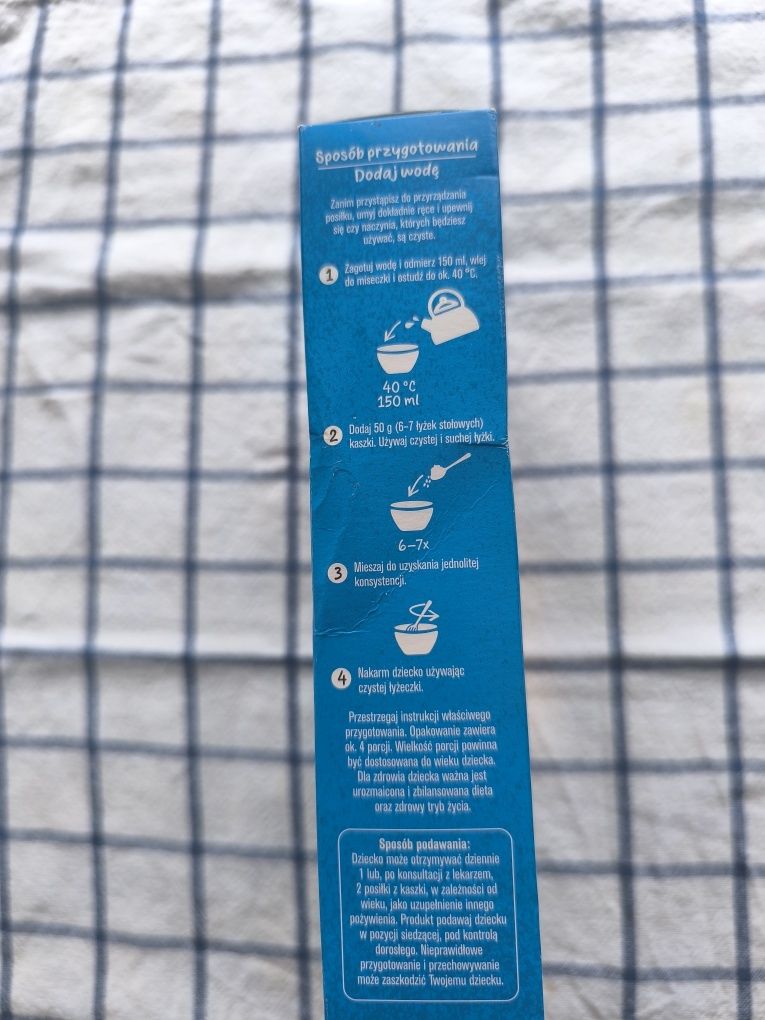 Sposób przygotowania
Dodaj wodę
Zanim przystąpisz do przyrządzania
posiłku, umyj dokładnie ręce i upewnij
się czy naczynia, których będziesz
używać, są czyste.
1 Zagotuj wodę i odmierz 150 ml, wlej
do miseczki i ostudź do ok. 40 °C.
40 °C
150 ml
2 Dodaj 50 g (6-7 łyżek stołowych)
kaszki. Używaj czystej i suchej łyżki.
6-7x
3 Mieszaj do uzyskania jednolitej
konsystencji.
4 Nakarm dziecko używając
czystej łyżeczki.
Przestrzegaj instrukcji właściwego
przygotowania. Opakowanie zawiera
ok. 4 porcji. Wielkość porcji powinna
być dostosowana do wieku dziecka.
Dla zdrowia dziecka ważna jest
urozmaicona i zbilansowana dieta
oraz zdrowy tryb życia.
Sposób podawania:
Dziecko może otrzymywać dziennie
1 lub, po konsultacji z lekarzem,
2 posiłki z kaszki, w zależności od
wieku, jako uzupełnienie innego
pożywienia. Produkt podawaj dziecku
w pozycji siedzącej, pod kontrolą
dorosłego. Nieprawidłowe
przygotowanie i przechowywanie
może zaszkodzić Twojemu dziecku.